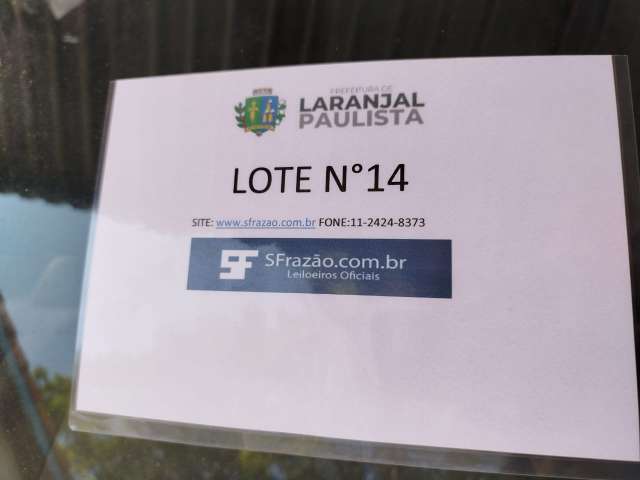 PREFEITURA DE
LARANJAL
PAULISTA
LOTE N°14
SITE: www.sfrazao.com.br FONE:11-2424-8373
SF SFrazão.com.br
Leiloeiros Oficiais